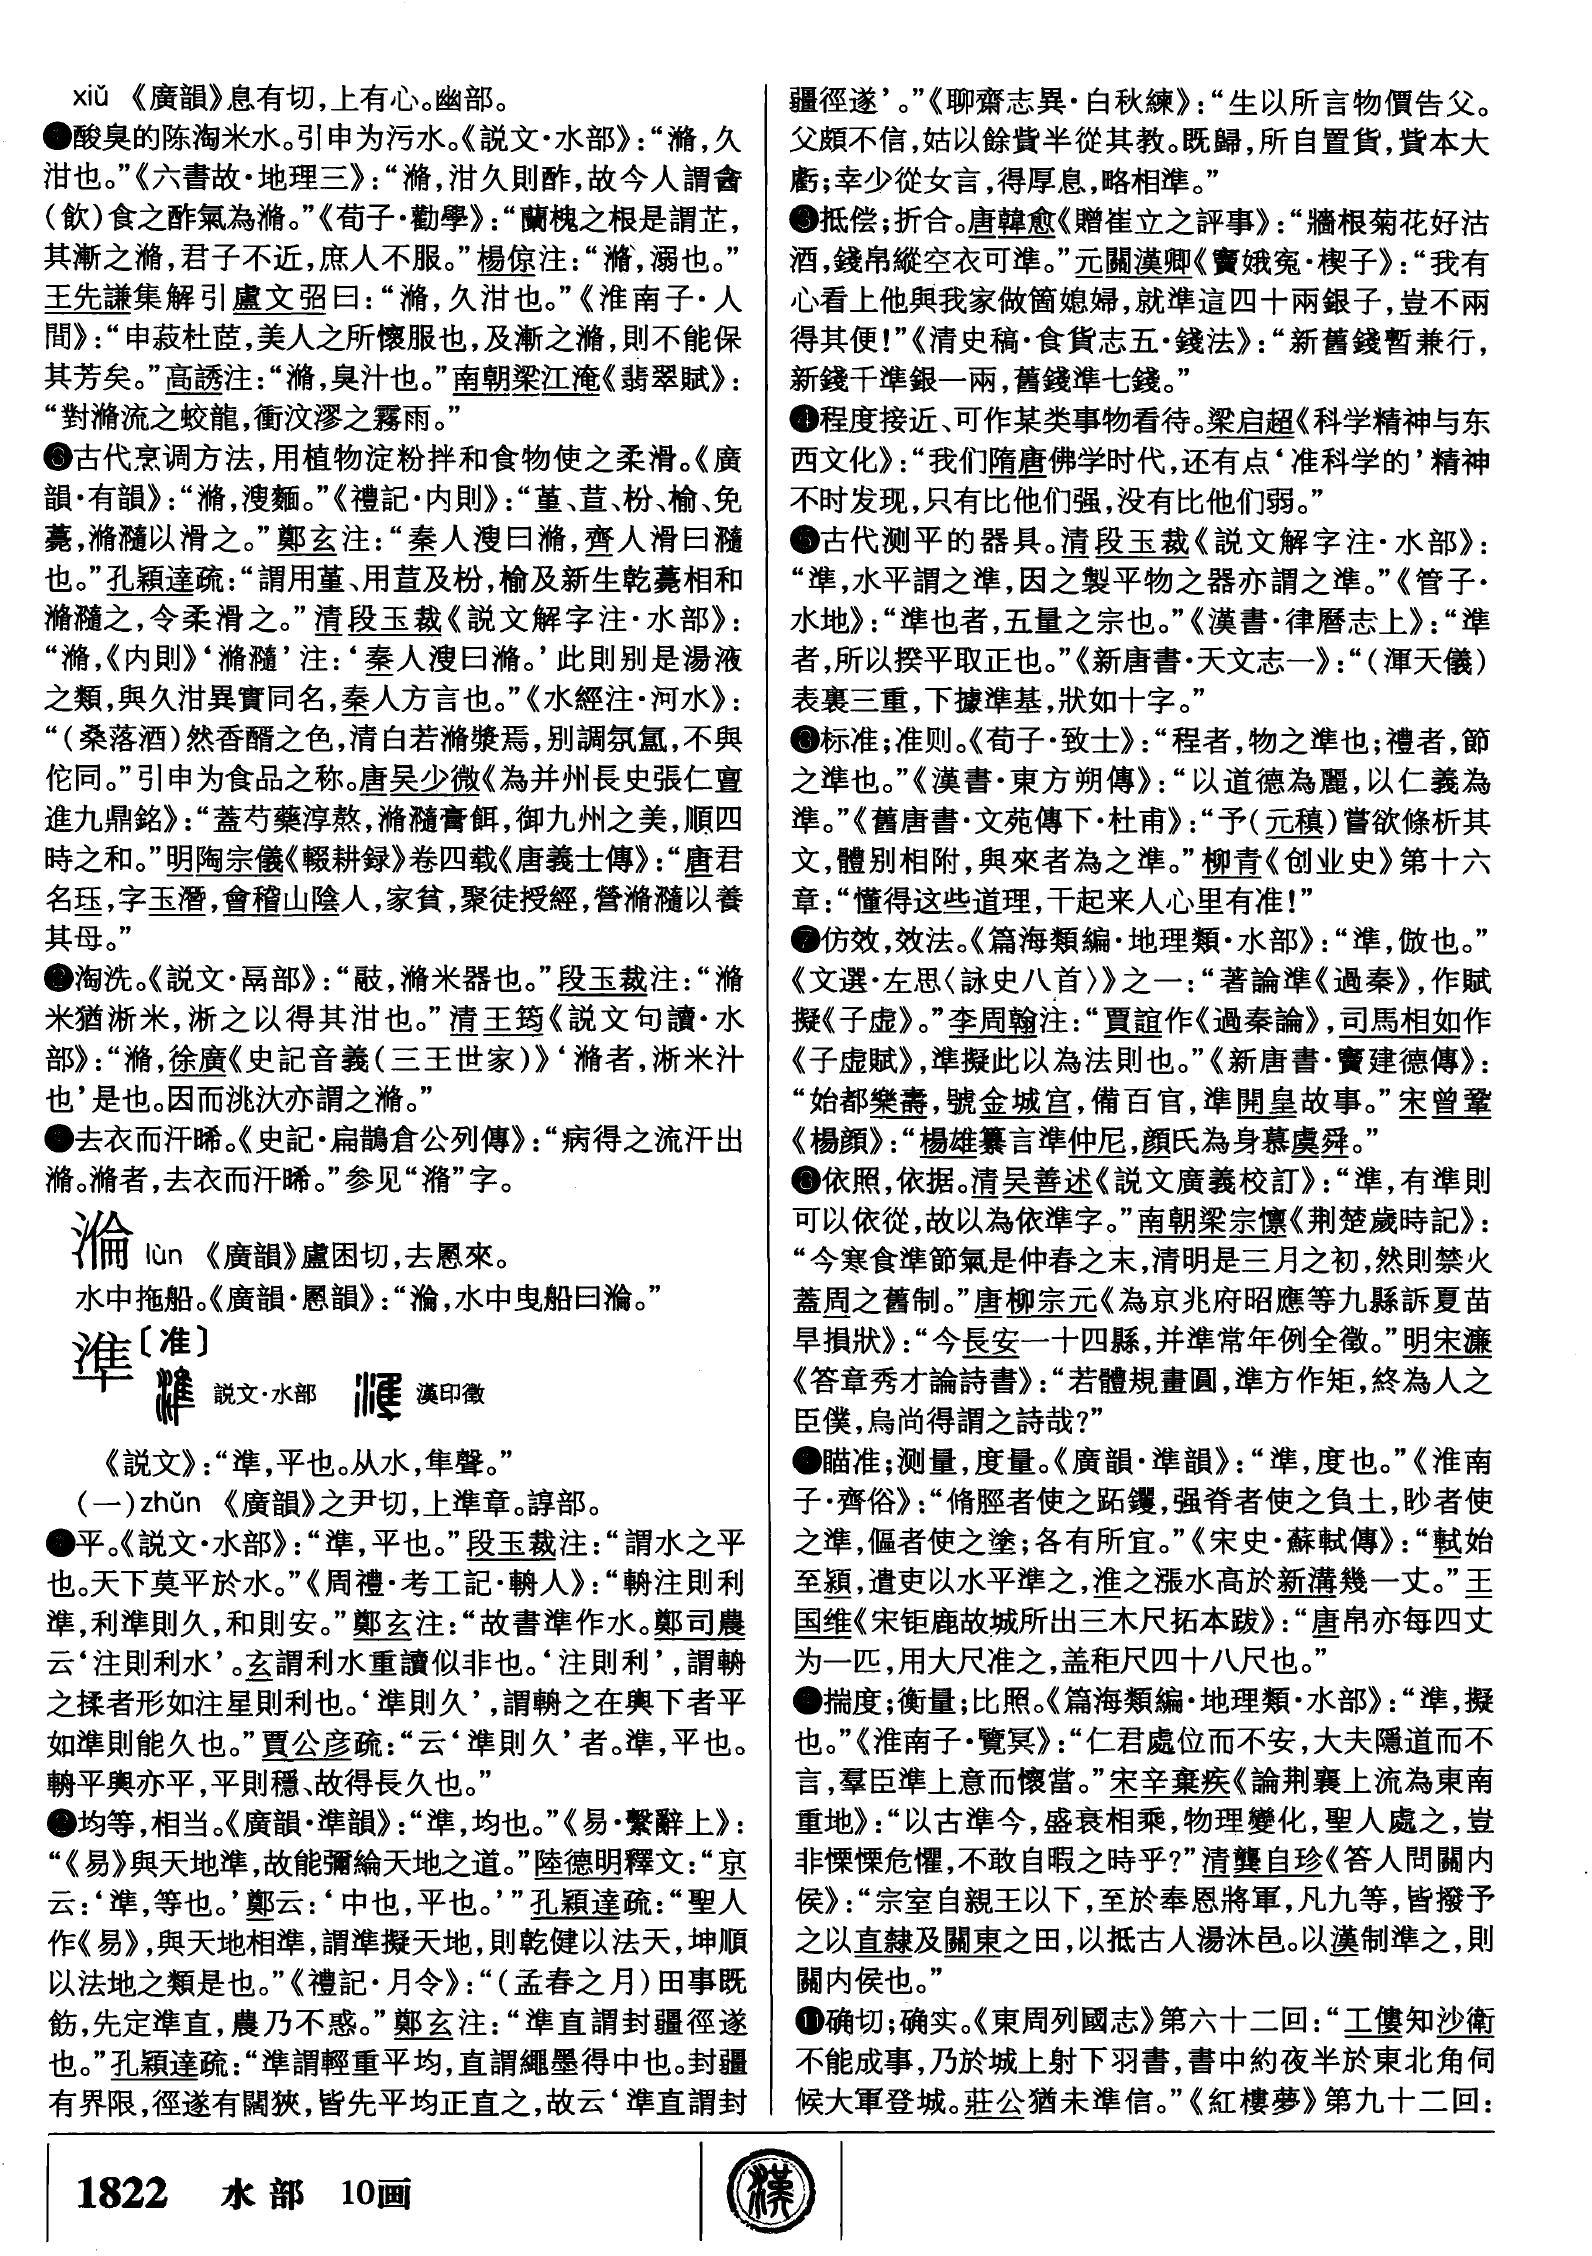 xiǔ 《廣韻》息有切，上有心。幽部。
❶酸臭的陈淘米水。引申为污水。《説文·水部》：“滫，久
泔也。”《六書故·地理三》：“滫，泔久則酢，故今人謂畬
（飲）食之酢氣為滫。”《荀子·勸學》：“蘭槐之根是謂芷，
其漸之滫，君子不近，庶人不服。”楊倞注：“滫，溺也。”
王先謙集解引盧文弨曰：“滫，久泔也。”《淮南子·人
間》：“申菽杜茝，美人之所懷服也，及漸之滫，則不能保
其芳矣。”高誘注：“滫，臭汁也。”南朝梁江淹《翡翠賦》：
“對滫流之蛟龍，衝汶漻之霧雨。”
❸古代烹调方法，用植物淀粉拌和食物使之柔滑。《廣
韻·有韻》：“滫，溲麵。”《禮記·内則》：“堇、荁、枌、榆、免
薧，滫瀡以滑之。”鄭玄注：“秦人溲曰滫，齊人滑曰瀡
也。”孔穎達疏：“謂用堇、用荁及枌，榆及新生乾薧相和
滫瀡之，令柔滑之。”清段玉裁《説文解字注·水部》：
“滫，《内則》‘滫瀡’注：‘秦人溲曰滫。’此則别是湯液
之類，與久泔異實同名，秦人方言也。”《水經注·河水》：
“（桑落酒）然香醑之色，清白若滫漿焉，别調氛氲，不與
佗同。”引申为食品之称。唐吴少微《為并州長史張仁亶
進九鼎銘》：“蓋芍藥淳熬，滫瀡膏餌，御九州之美，順四
時之和。”明陶宗儀《輟耕録》卷四载《唐義士傳》：“唐君
名珏，字玉潛，會稽山陰人，家貧，聚徒授經，營滫瀡以養
其母。”
❷淘洗。《説文·鬲部》：“鬷，滫米器也。”段玉裁注：“滫
米猶淅米，淅之以得其泔也。”清王筠《説文句讀·水
部》：“滫，徐廣《史記音義（三王世家）》‘滫者，淅米汁
也’是也。因而洮汏亦謂之滫。”
❺去衣而汗晞。《史記·扁鵲倉公列傳》：“病得之流汗出
滫。滫者，去衣而汗晞。”参见“滫”字。
溣 lùn 《廣韻》盧困切，去慁來。
水中拖船。《廣韻·慁韻》：“溣，水中曳船曰溣。”
準〔准〕
説文·水部 漢印徵
《説文》：“準，平也。从水，隼聲。”
（一）zhǔn 《廣韻》之尹切，上準章。諄部。
❶平。《説文·水部》：“準，平也。”段玉裁注：“謂水之平
也。天下莫平於水。”《周禮·考工記·輈人》：“輈注則利
準，利準則久，和則安。”鄭玄注：“故書準作水。鄭司農
云‘注則利水’。玄謂利水重讀似非也。‘注則利’，謂輈
之揉者形如注星則利也。‘準則久’，謂輈之在輿下者平
如準則能久也。”賈公彦疏：“云‘準則久’者。準，平也。
輈平輿亦平，平則穩、故得長久也。”
❷均等，相当。《廣韻·準韻》：“準，均也。”《易·繫辭上》：
“《易》與天地準，故能彌綸天地之道。”陸德明釋文：“京
云：‘準，等也。’鄭云：‘中也，平也。’”孔穎達疏：“聖人
作《易》，與天地相準，謂準擬天地，則乾健以法天，坤順
以法地之類是也。”《禮記·月令》：“（孟春之月）田事既
飭，先定準直，農乃不惑。”鄭玄注：“準直謂封疆徑遂
也。”孔穎達疏：“準謂輕重平均，直謂繩墨得中也。封疆
有界限，徑遂有闊狹，皆先平均正直之，故云‘準直謂封
疆徑遂’。”《聊齋志異·白秋練》：“生以所言物價告父。
父頗不信，姑以餘貲半從其教。既歸，所自置貨，貲本大
虧；幸少從女言，得厚息，略相準。”
❸抵偿；折合。唐韓愈《贈崔立之評事》：“牆根菊花好沽
酒，錢帛縱空衣可準。”元關漢卿《竇娥寃·楔子》：“我有
心看上他與我家做箇媳婦，就準這四十兩銀子，豈不兩
得其便！”《清史稿·食貨志五·錢法》：“新舊錢暫兼行，
新錢千準銀一兩，舊錢準七錢。”
❹程度接近、可作某类事物看待。梁启超《科学精神与东
西文化》：“我们隋唐佛学时代，还有点‘准科学的’精神
不时发现，只有比他们强，没有比他们弱。”
❺古代测平的器具。清段玉裁《説文解字注·水部》：
“準，水平謂之準，因之製平物之器亦謂之準。”《管子·
水地》：“準也者，五量之宗也。”《漢書·律曆志上》：“準
者，所以揆平取正也。”《新唐書·天文志一》：“（渾天儀）
表裏三重，下據準基，狀如十字。”
❻标准；准则。《荀子·致士》：“程者，物之準也；禮者，節
之準也。”《漢書·東方朔傳》：“以道德為麗，以仁義為
準。”《舊唐書·文苑傳下·杜甫》：“予（元稹）嘗欲條析其
文，體别相附，與來者為之準。”柳青《创业史》第十六
章：“懂得这些道理，干起来人心里有准！”
❼仿效，效法。《篇海類編·地理類·水部》：“準，倣也。”
《文選·左思〈詠史八首〉》之一：“著論準《過秦》，作賦
擬《子虚》。”李周翰注：“賈誼作《過秦論》，司馬相如作
《子虚賦》，準擬此以為法則也。”《新唐書·竇建德傳》：
“始都樂壽，號金城宫，備百官，準開皇故事。”宋曾鞏
《楊顔》：“楊雄纂言準仲尼，顔氏為身慕虞舜。”
❽依照，依据。清吴善述《説文廣義校訂》：“準，有準則
可以依從，故以為依準字。”南朝梁宗懔《荆楚歲時記》：
“今寒食準節氣是仲春之末，清明是三月之初，然則禁火
蓋周之舊制。”唐柳宗元《為京兆府昭應等九縣訴夏苗
旱損狀》：“今長安一十四縣，并準常年例全徵。”明宋濂
《答章秀才論詩書》：“若體規畫圓，準方作矩，終為人之
臣僕，烏尚得謂之詩哉？”
❾瞄准；测量，度量。《廣韻·準韻》：“準，度也。”《淮南
子·齊俗》：“脩脛者使之跖钁，强脊者使之負土，眇者使
之準，傴者使之塗；各有所宜。”《宋史·蘇軾傳》：“軾始
至潁，遣吏以水平準之，淮之漲水高於新溝幾一丈。”王
国维《宋钜鹿故城所出三木尺拓本跋》：“唐帛亦每四丈
为一匹，用大尺准之，盖秬尺四十八尺也。”
❿揣度；衡量；比照。《篇海類編·地理類·水部》：“準，擬
也。”《淮南子·覽冥》：“仁君處位而不安，大夫隱道而不
言，羣臣準上意而懷當。”宋辛棄疾《論荆襄上流為東南
重地》：“以古準今，盛衰相乘，物理變化，聖人處之，豈
非慄慄危懼，不敢自暇之時乎？”清龔自珍《答人問關内
侯》：“宗室自親王以下，至於奉恩將軍，凡九等，皆撥予
之以直隸及關東之田，以抵古人湯沐邑。以漢制準之，則
關内侯也。”
⓫确切；确实。《東周列國志》第六十二回：“工僂知沙衛
不能成事，乃於城上射下羽書，書中約夜半於東北角伺
候大軍登城。莊公猶未準信。”《紅樓夢》第九十二回：
1822 水部 10画
漢